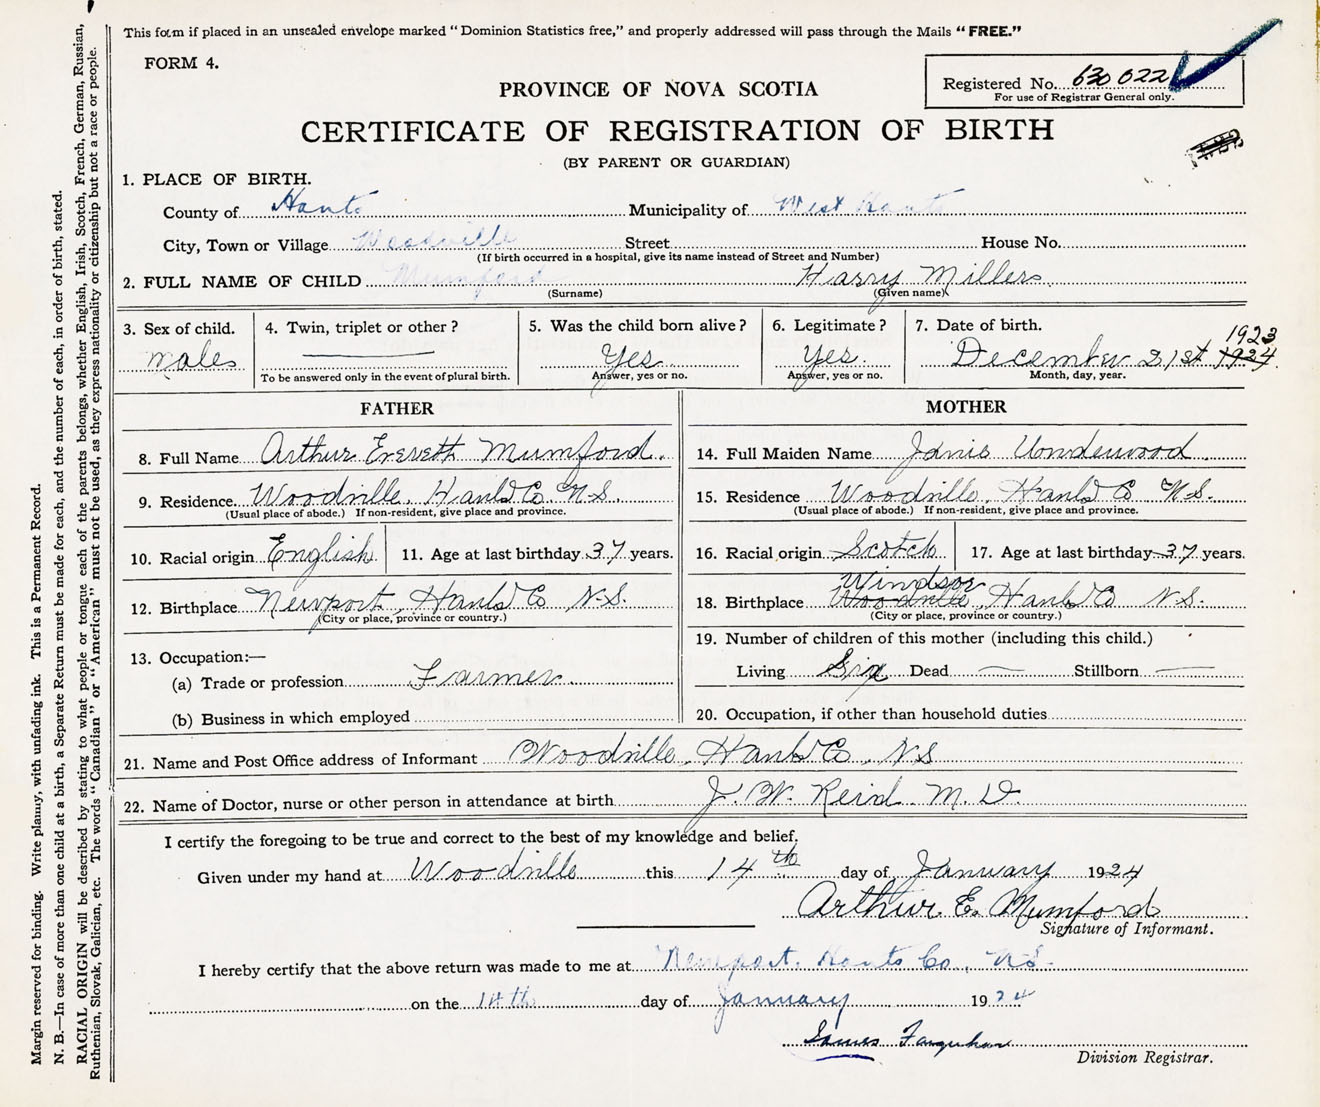 This form if placed in an unsealed envelope marked "Dominion Statistics free," and properly addressed will pass through the Mails "FREE."
FORM 4.
Registered No. 630 022
For use of Registrar General only.
PROVINCE OF NOVA SCOTIA
CERTIFICATE OF REGISTRATION OF BIRTH
(BY PARENT OR GUARDIAN)
1. PLACE OF BIRTH.
County of Hants Municipality of West Hants
City, Town or Village Woodville Street House No.
(If birth occurred in a hospital, give its name instead of Street and Number)
2. FULL NAME OF CHILD Mumford Harry Millers
(Surname) (Given name)
3. Sex of child. 4. Twin, triplet or other? 5. Was the child born alive? 6. Legitimate? 7. Date of birth.
1923
males Yes Yes. December 21st 1924.
To be answered only in the event of plural birth. Answer, yes or no. Answer, yes or no. Month, day, year.
FATHER MOTHER
8. Full Name Arthur Everett Mumford. 14. Full Maiden Name Underwood
9. Residence Woodville, Hants Co. N.S. 15. Residence Woodville, Hants Co N.S.
(Usual place of abode.) If non-resident, give place and province. (Usual place of abode.) If non-resident, give place and province.
10. Racial origin English 11. Age at last birthday 37 years. 16. Racial origin Scotch 17. Age at last birthday 37 years.
Windsor
12. Birthplace Newport, Hants Co N.S. 18. Birthplace Woodville, Hants Co N.S.
(City or place, province or country.) (City or place, province or country.)
13. Occupation:— 19. Number of children of this mother (including this child.)
(a) Trade or profession Farmer. Living Six Dead — Stillborn —
(b) Business in which employed 20. Occupation, if other than household duties
21. Name and Post Office address of Informant Woodville, Hants Co, N.S
22. Name of Doctor, nurse or other person in attendance at birth J. W. Reid. M. D.
I certify the foregoing to be true and correct to the best of my knowledge and belief.
Given under my hand at Woodville this 14th day of January 1924
Arthur E. Mumford
Signature of Informant.
I hereby certify that the above return was made to me at Newport, Hants Co, N.S.
on the 14th day of January 1924
James Farquhar
Division Registrar.
Margin reserved for binding. Write plainly, with unfading ink. This is a Permanent Record.
N. B.—In case of more than one child at a birth, a Separate Return must be made for each, and the number of each, in order of birth, stated.
RACIAL ORIGIN will be described by stating to what people or tongue each of the parents belongs, whether English, Irish, Scotch, French, German, Russian,
Ruthenian, Slovak, Galician, etc. The words "Canadian" or "American" must not be used, as they express nationality or citizenship but not a race or people.